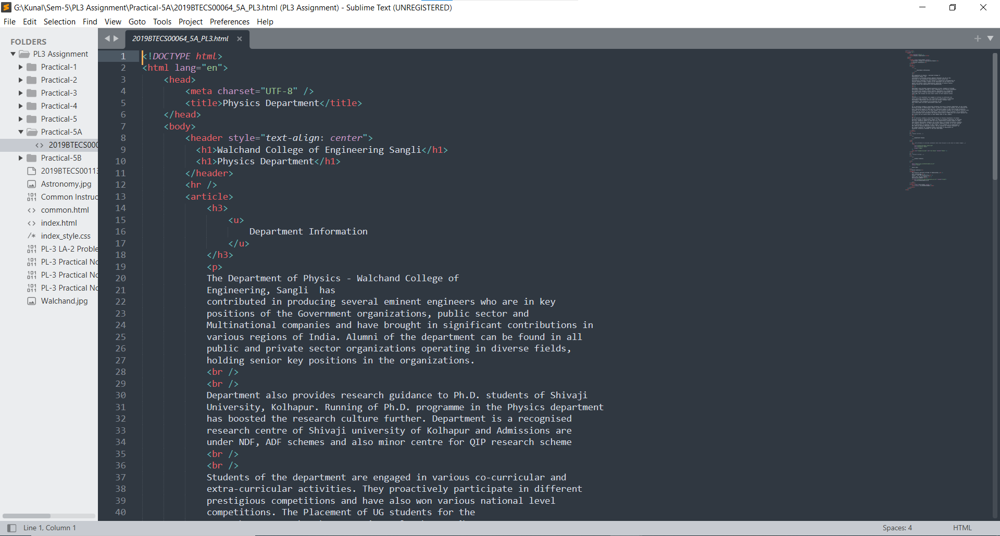 G:\Kunal\Sem-5\PL3 Assignment\Practical-5A\2019BTECS00064_5A_PL3.html (PL3 Assignment) - Sublime Text (UNREGISTERED)
File Edit Selection Find View Goto Tools Project Preferences Help
FOLDERS
PL3 Assignment
Practical-1
Practical-2
Practical-3
Practical-4
Practical-5
Practical-5A
<> 2019BTECS000
Practical-5B
2019BTECS00113
Astronomy.jpg
Common Instruc
<> common.html
<> index.html
/* index_style.css
PL-3 LA-2 Proble
PL-3 Practical No
PL-3 Practical No
PL-3 Practical No
Walchand.jpg
2019BTECS00064_5A_PL3.html
1 <!DOCTYPE html>
2 <html lang="en">
3 <head>
4 <meta charset="UTF-8" />
5 <title>Physics Department</title>
6 </head>
7 <body>
8 <header style="text-align: center">
9 <h1>Walchand College of Engineering Sangli</h1>
10 <h1>Physics Department</h1>
11 </header>
12 <hr />
13 <article>
14 <h3>
15 <u>
16 Department Information
17 </u>
18 </h3>
19 <p>
20 The Department of Physics - Walchand College of
21 Engineering, Sangli  has
22 contributed in producing several eminent engineers who are in key
23 positions of the Government organizations, public sector and
24 Multinational companies and have brought in significant contributions in
25 various regions of India. Alumni of the department can be found in all
26 public and private sector organizations operating in diverse fields,
27 holding senior key positions in the organizations.
28 <br />
29 <br />
30 Department also provides research guidance to Ph.D. students of Shivaji
31 University, Kolhapur. Running of Ph.D. programme in the Physics department
32 has boosted the research culture further. Department is a recognised
33 research centre of Shivaji university of Kolhapur and Admissions are
34 under NDF, ADF schemes and also minor centre for QIP research scheme
35 <br />
36 <br />
37 Students of the department are engaged in various co-curricular and
38 extra-curricular activities. They proactively participate in different
39 prestigious competitions and have also won various national level
40 competitions. The Placement of UG students for the
Line 1, Column 1
Spaces: 4
HTML